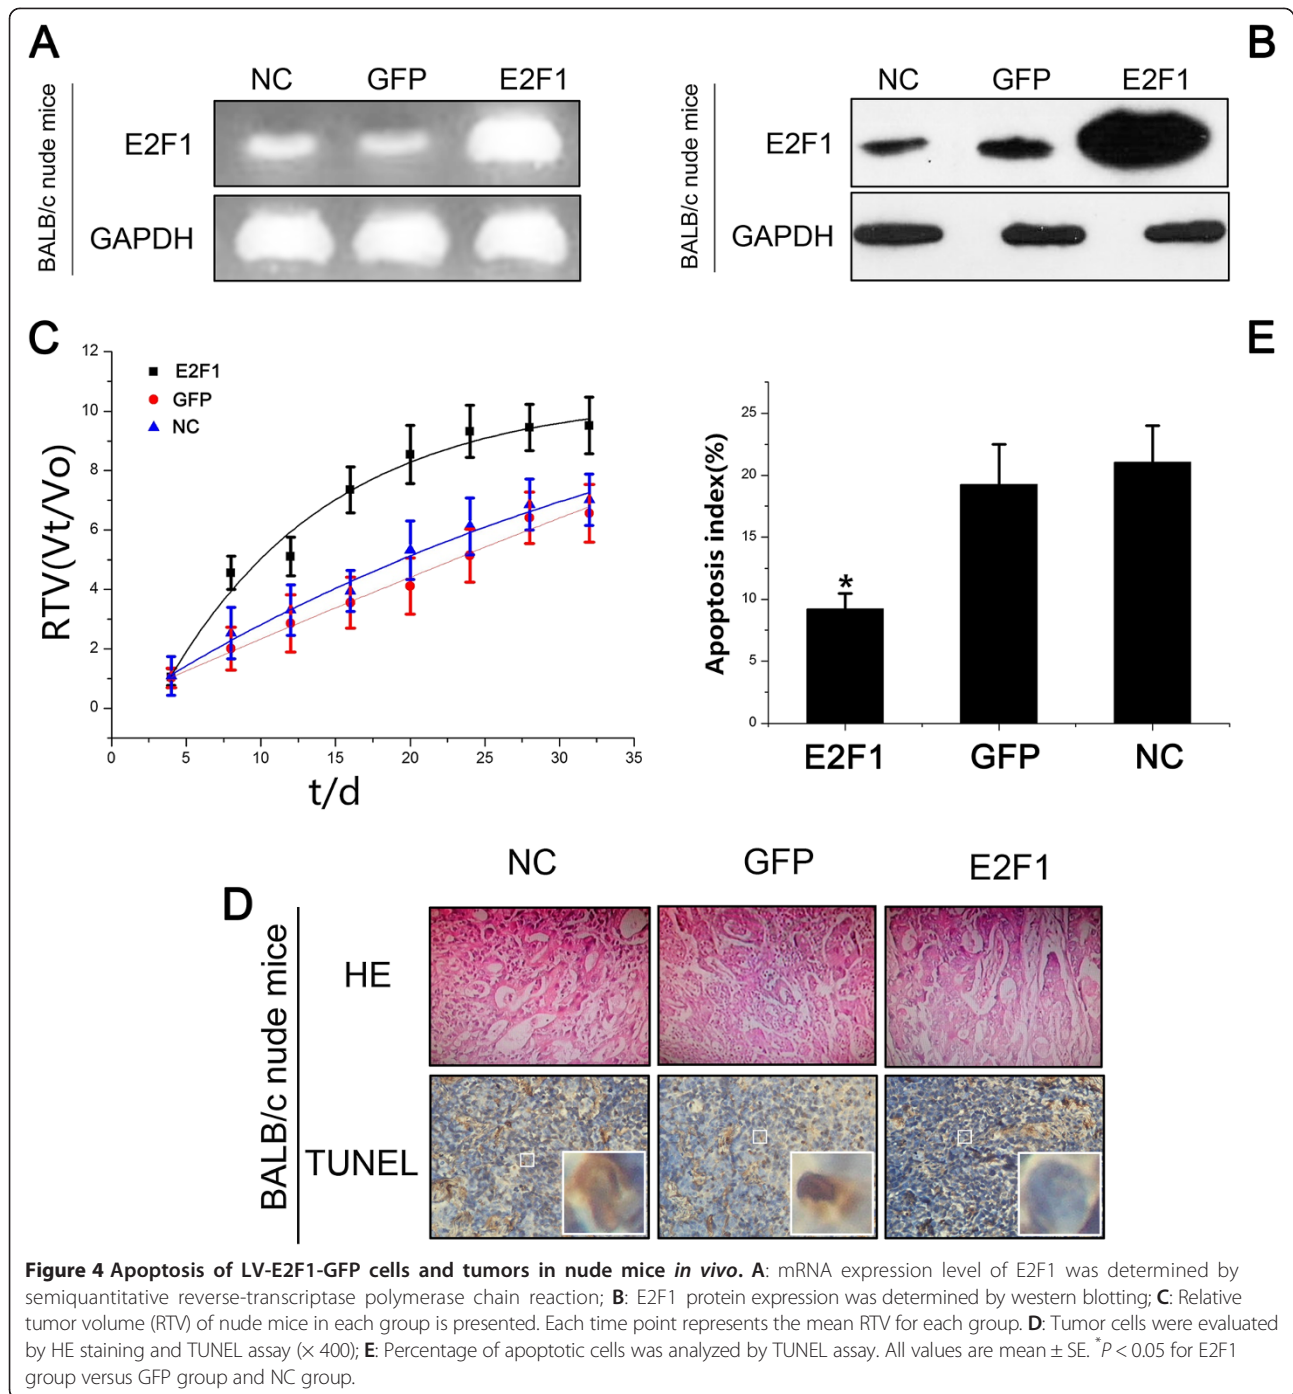 A
B
NC GFP E2F1
BALB/c nude mice
E2F1
GAPDH
NC GFP E2F1
BALB/c nude mice
E2F1
GAPDH
C
E
12
10
8
6
4
2
0
RTV(Vt/Vo)
E2F1
GFP
NC
0 5 10 15 20 25 30 35
t/d
25
20
15
10
5
0
Apoptosis index(%)
*
E2F1 GFP NC
D
NC GFP E2F1
BALB/c nude mice
HE
TUNEL
Figure 4 Apoptosis of LV-E2F1-GFP cells and tumors in nude mice in vivo. A: mRNA expression level of E2F1 was determined by
semiquantitative reverse-transcriptase polymerase chain reaction; B: E2F1 protein expression was determined by western blotting; C: Relative
tumor volume (RTV) of nude mice in each group is presented. Each time point represents the mean RTV for each group. D: Tumor cells were evaluated
by HE staining and TUNEL assay (× 400); E: Percentage of apoptotic cells was analyzed by TUNEL assay. All values are mean ± SE. *P < 0.05 for E2F1
group versus GFP group and NC group.